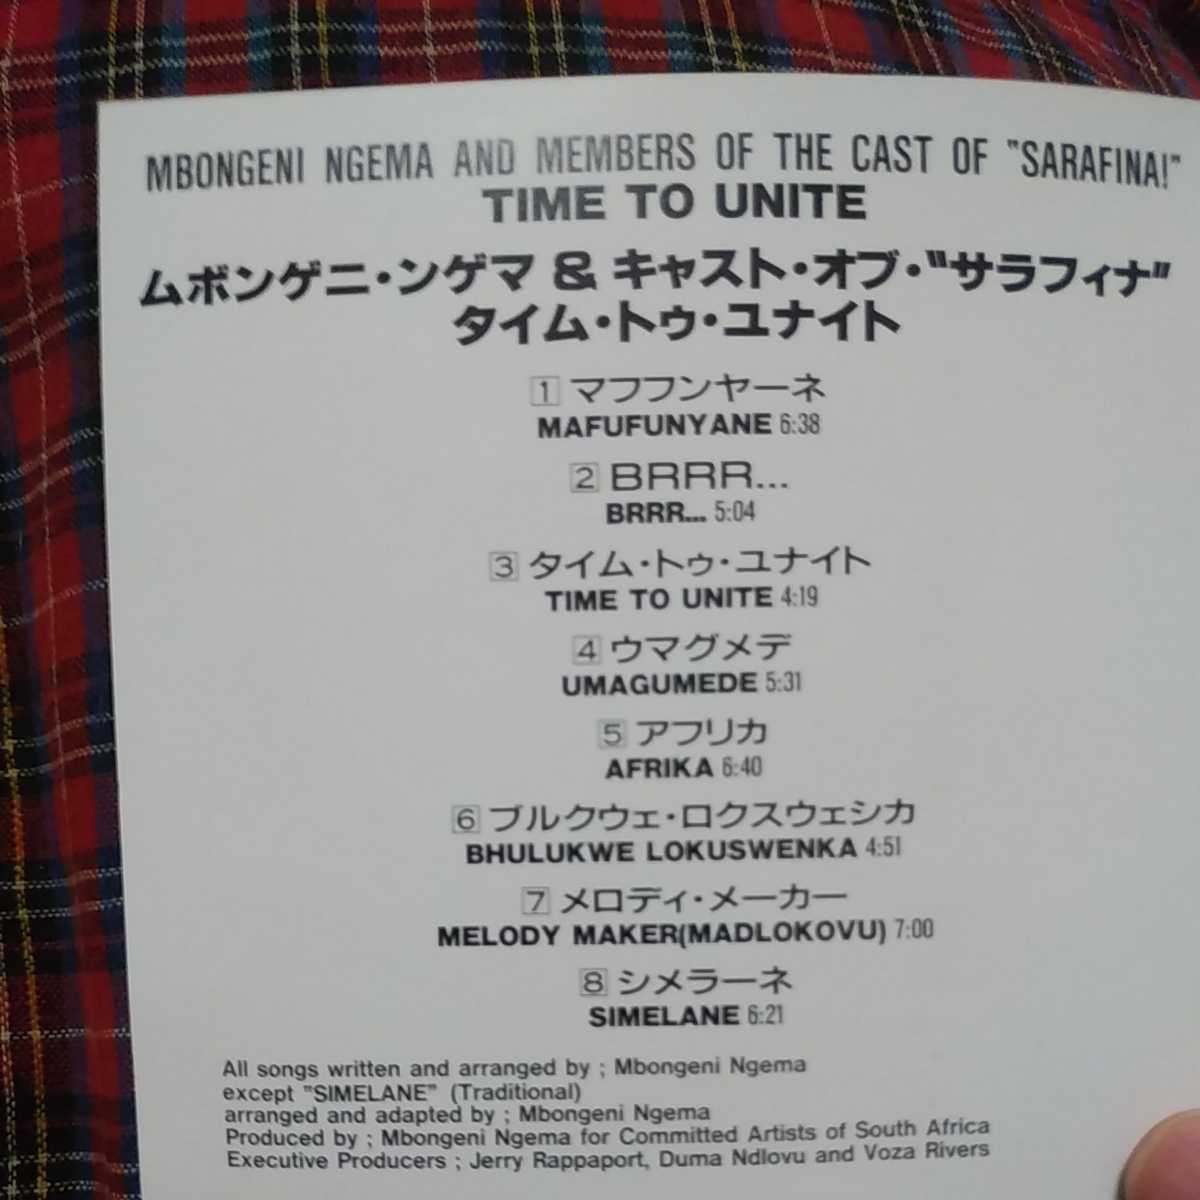 MBONGENI NGEMA AND MEMBERS OF THE CAST OF "SARAFINA!"
TIME TO UNITE
ムボンゲニ・ンゲマ & キャスト・オブ・"サラフィナ"
タイム・トゥ・ユナイト
1 マフフンヤーネ
MAFUFUNYANE 6:38
2 BRRR...
BRRR... 5:04
3 タイム・トゥ・ユナイト
TIME TO UNITE 4:19
4 ウマグメデ
UMAGUMEDE 5:31
5 アフリカ
AFRIKA 6:40
6 ブルクウェ・ロクスウェシカ
BHULUKWE LOKUSWENKA 4:51
7 メロディ・メーカー
MELODY MAKER(MADLOKOVU) 7:00
8 シメラーネ
SIMELANE 6:21
All songs written and arranged by ; Mbongeni Ngema
except "SIMELANE" (Traditional)
arranged and adapted by ; Mbongeni Ngema
Produced by ; Mbongeni Ngema for Committed Artists of South Africa
Executive Producers ; Jerry Rappaport, Duma Ndlovu and Voza Rivers